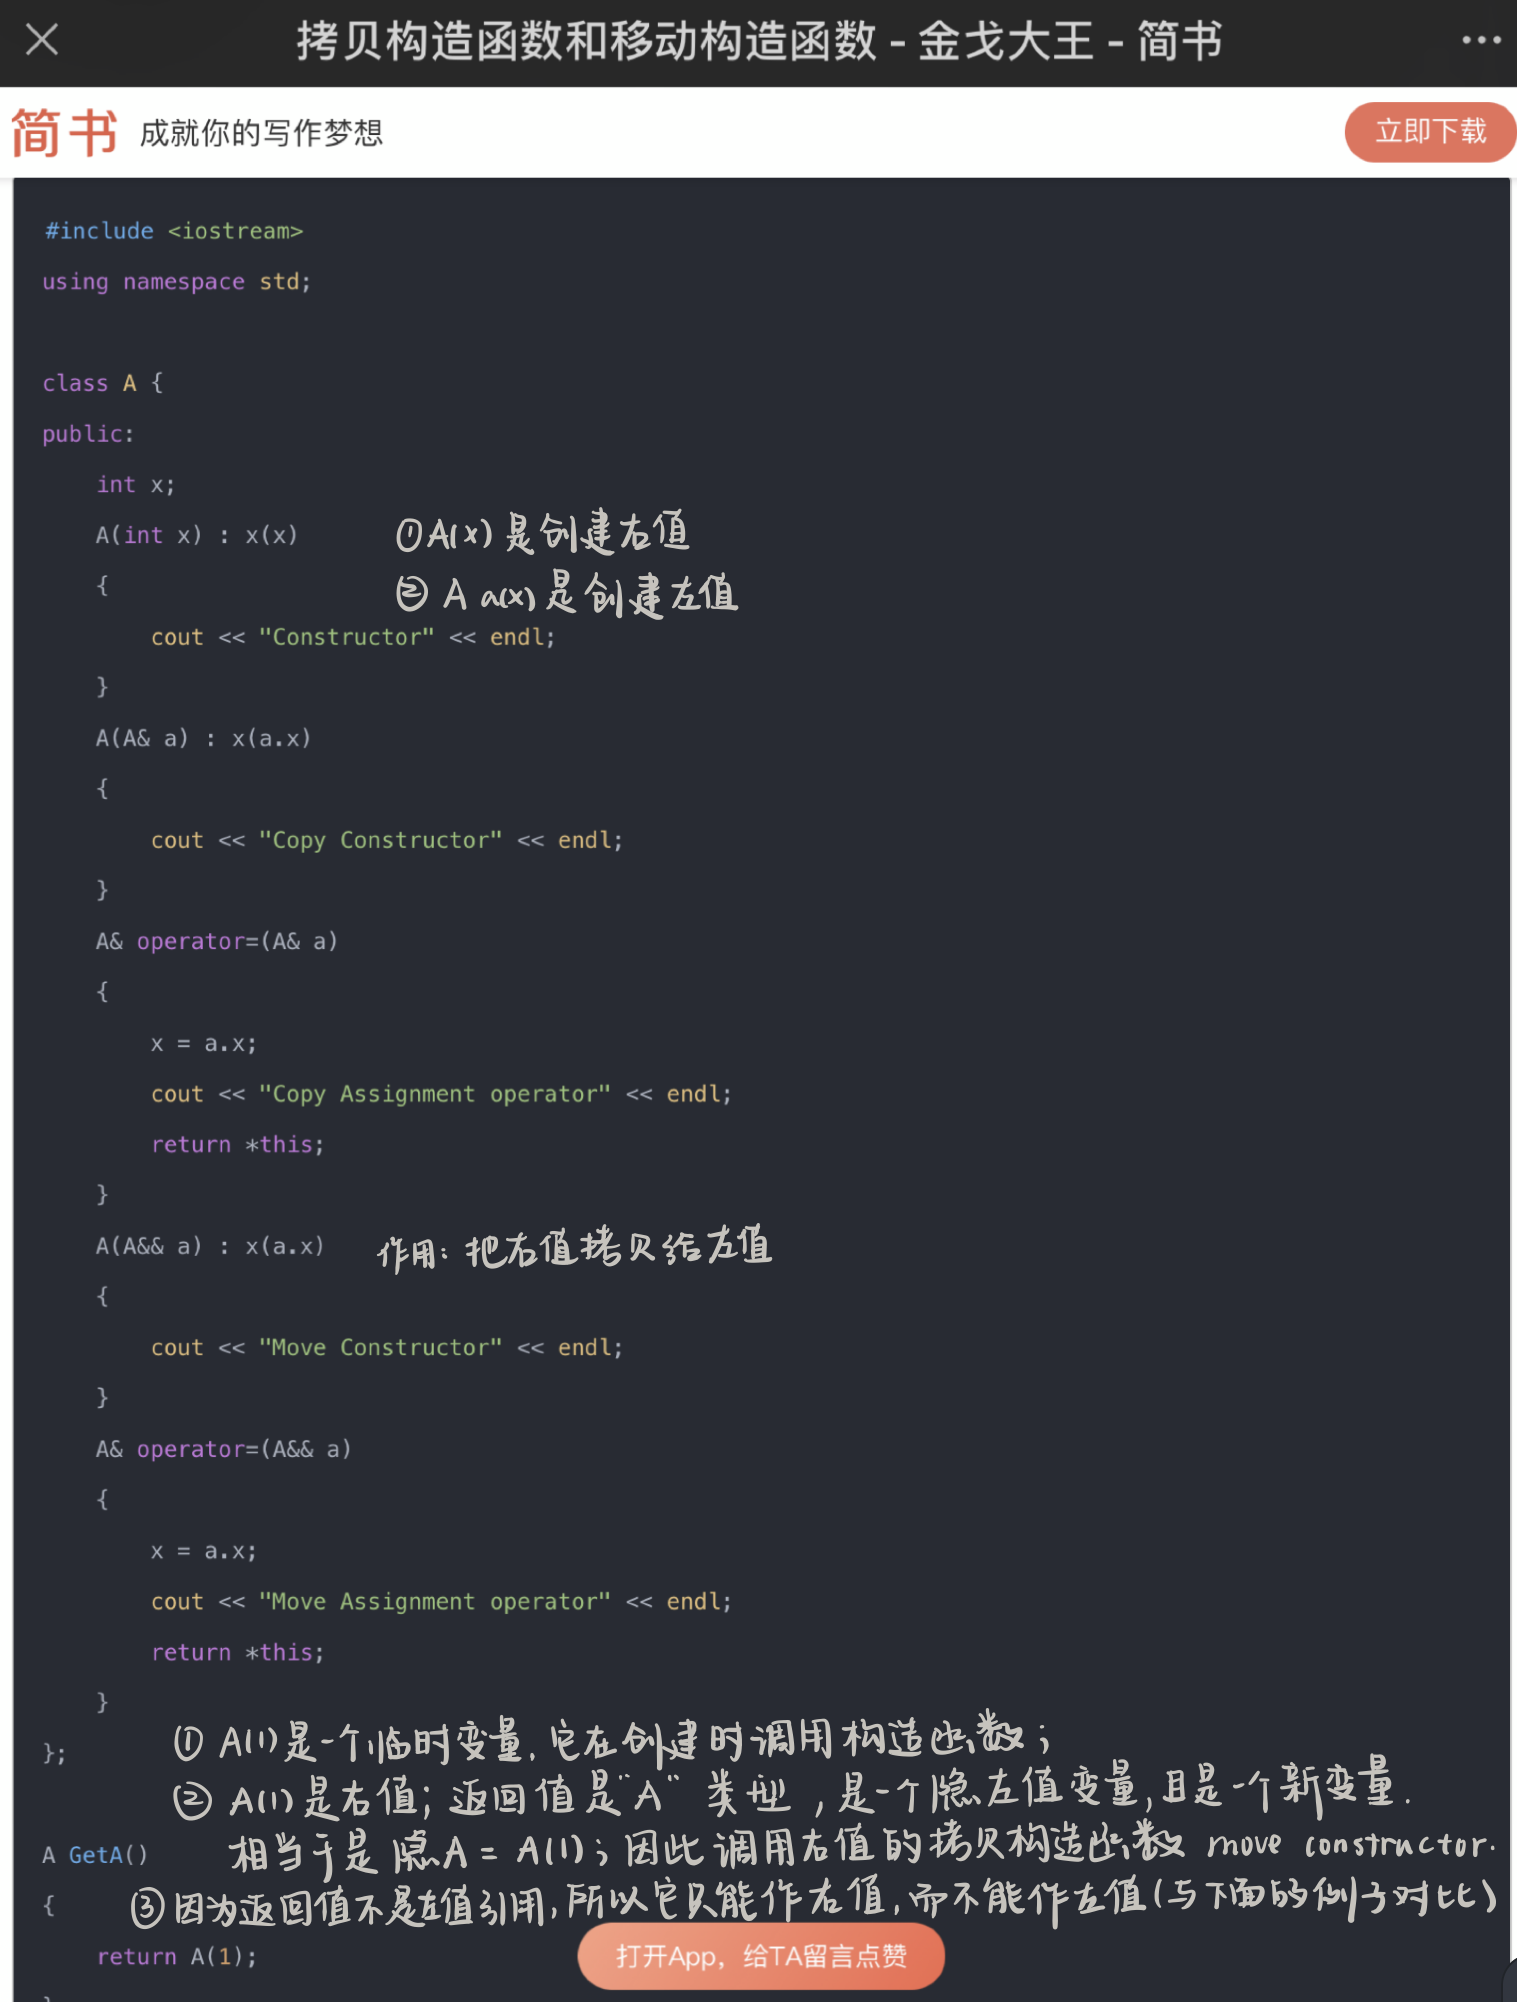 拷贝构造函数和移动构造函数 - 金戈大王 - 简书
简书 成就你的写作梦想 立即下载
#include <iostream>
using namespace std;
class A {
public:
int x;
A(int x) : x(x) ①A(x)是创建右值
{ ② A a(x)是创建左值
cout << "Constructor" << endl;
}
A(A& a) : x(a.x)
{
cout << "Copy Constructor" << endl;
}
A& operator=(A& a)
{
x = a.x;
cout << "Copy Assignment operator" << endl;
return *this;
}
A(A&& a) : x(a.x) 作用: 把右值拷贝给左值
{
cout << "Move Constructor" << endl;
}
A& operator=(A&& a)
{
x = a.x;
cout << "Move Assignment operator" << endl;
return *this;
}
}; ① A(1)是一个临时变量, 它在创建时调用构造函数;
② A(1)是右值; 返回值是"A" 类型, 是一个隐左值变量, 且是一个新变量.
A GetA() 相当于是 隐A = A(1); 因此调用右值的拷贝构造函数 move constructor.
{ ③因为返回值不是左值引用, 所以它只能作右值, 而不能作左值(与下面的例子对比)
return A(1); 打开App，给TA留言点赞
}